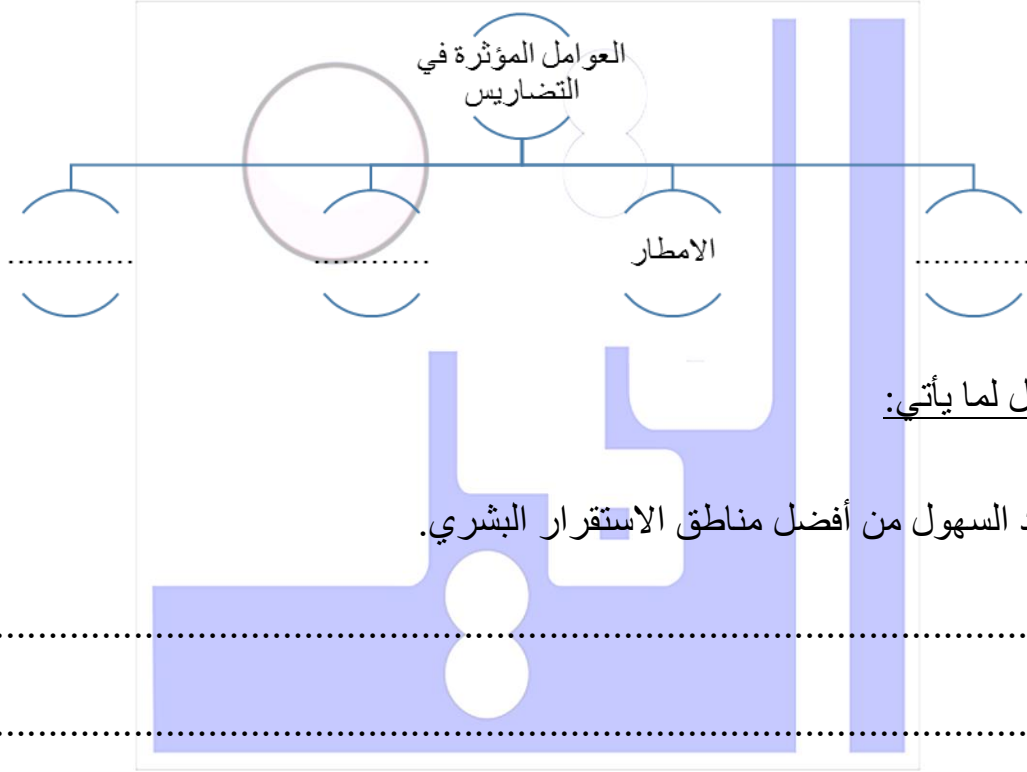 العوامل المؤثرة في
التضاريس
............ الامطار ............ ............
ل لما يأتي:
د السهول من أفضل مناطق الاستقرار البشري.
................................................................................
................................................................................